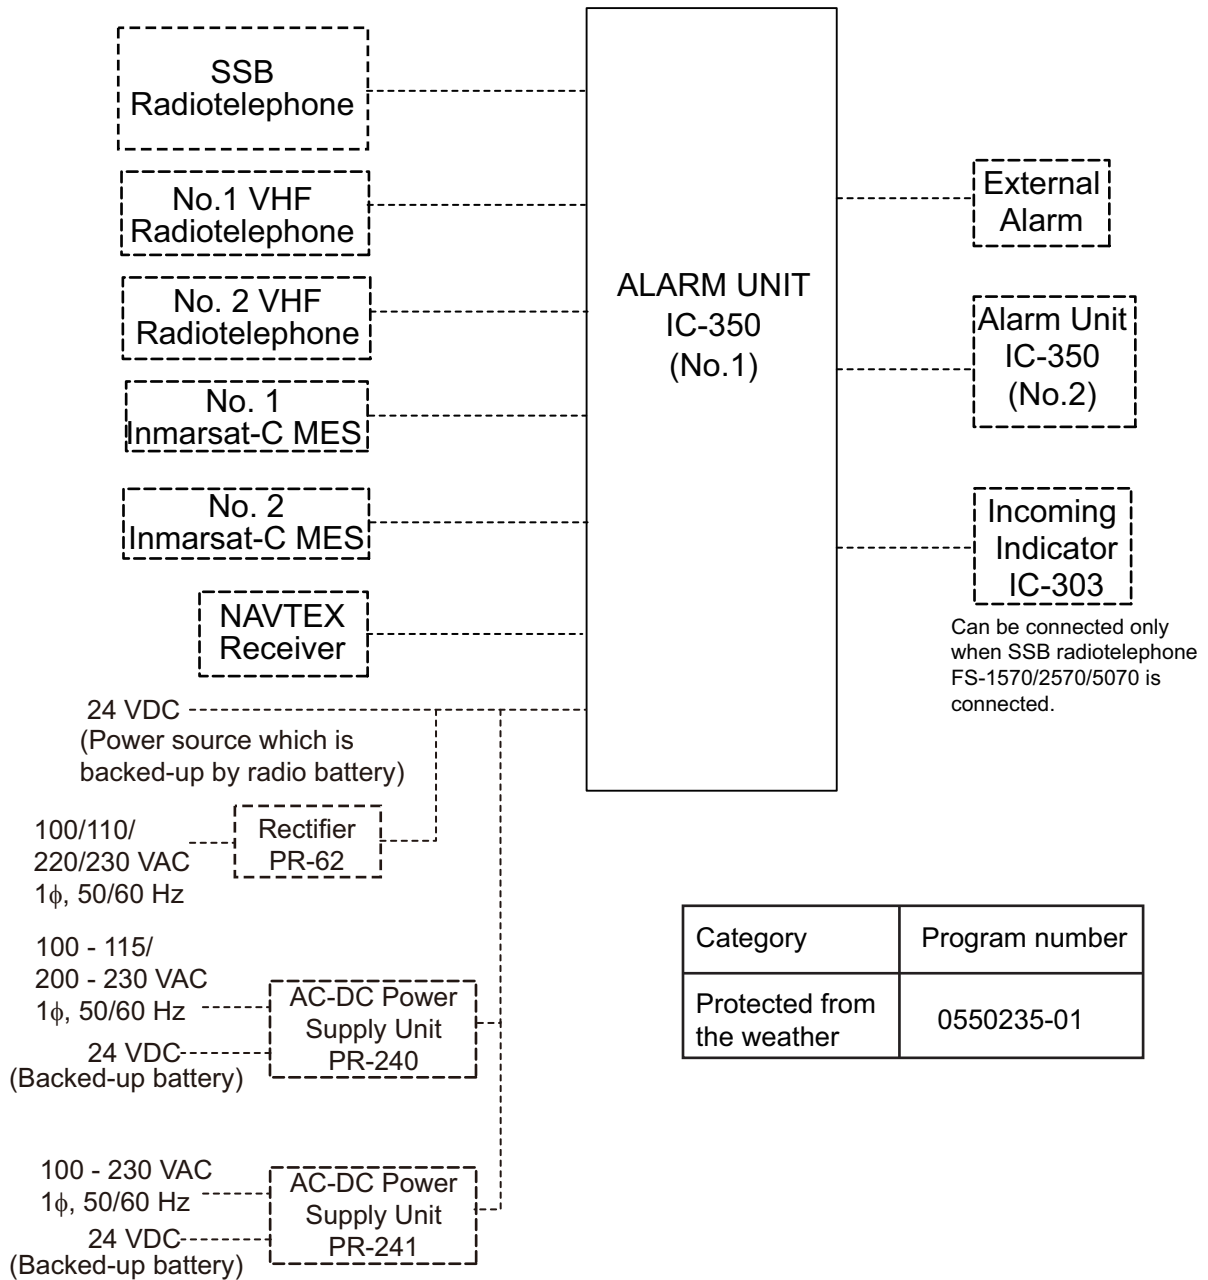 SSB
Radiotelephone
No.1 VHF
Radiotelephone
No. 2 VHF
Radiotelephone
No. 1
Inmarsat-C MES
No. 2
Inmarsat-C MES
NAVTEX
Receiver
24 VDC
(Power source which is
backed-up by radio battery)
100/110/
220/230 VAC
1ϕ, 50/60 Hz
Rectifier
PR-62
100 - 115/
200 - 230 VAC
1ϕ, 50/60 Hz
24 VDC
(Backed-up battery)
AC-DC Power
Supply Unit
PR-240
100 - 230 VAC
1ϕ, 50/60 Hz
24 VDC
(Backed-up battery)
AC-DC Power
Supply Unit
PR-241
ALARM UNIT
IC-350
(No.1)
External
Alarm
Alarm Unit
IC-350
(No.2)
Incoming
Indicator
IC-303
Can be connected only
when SSB radiotelephone
FS-1570/2570/5070 is
connected.
Category
Program number
Protected from
the weather
0550235-01